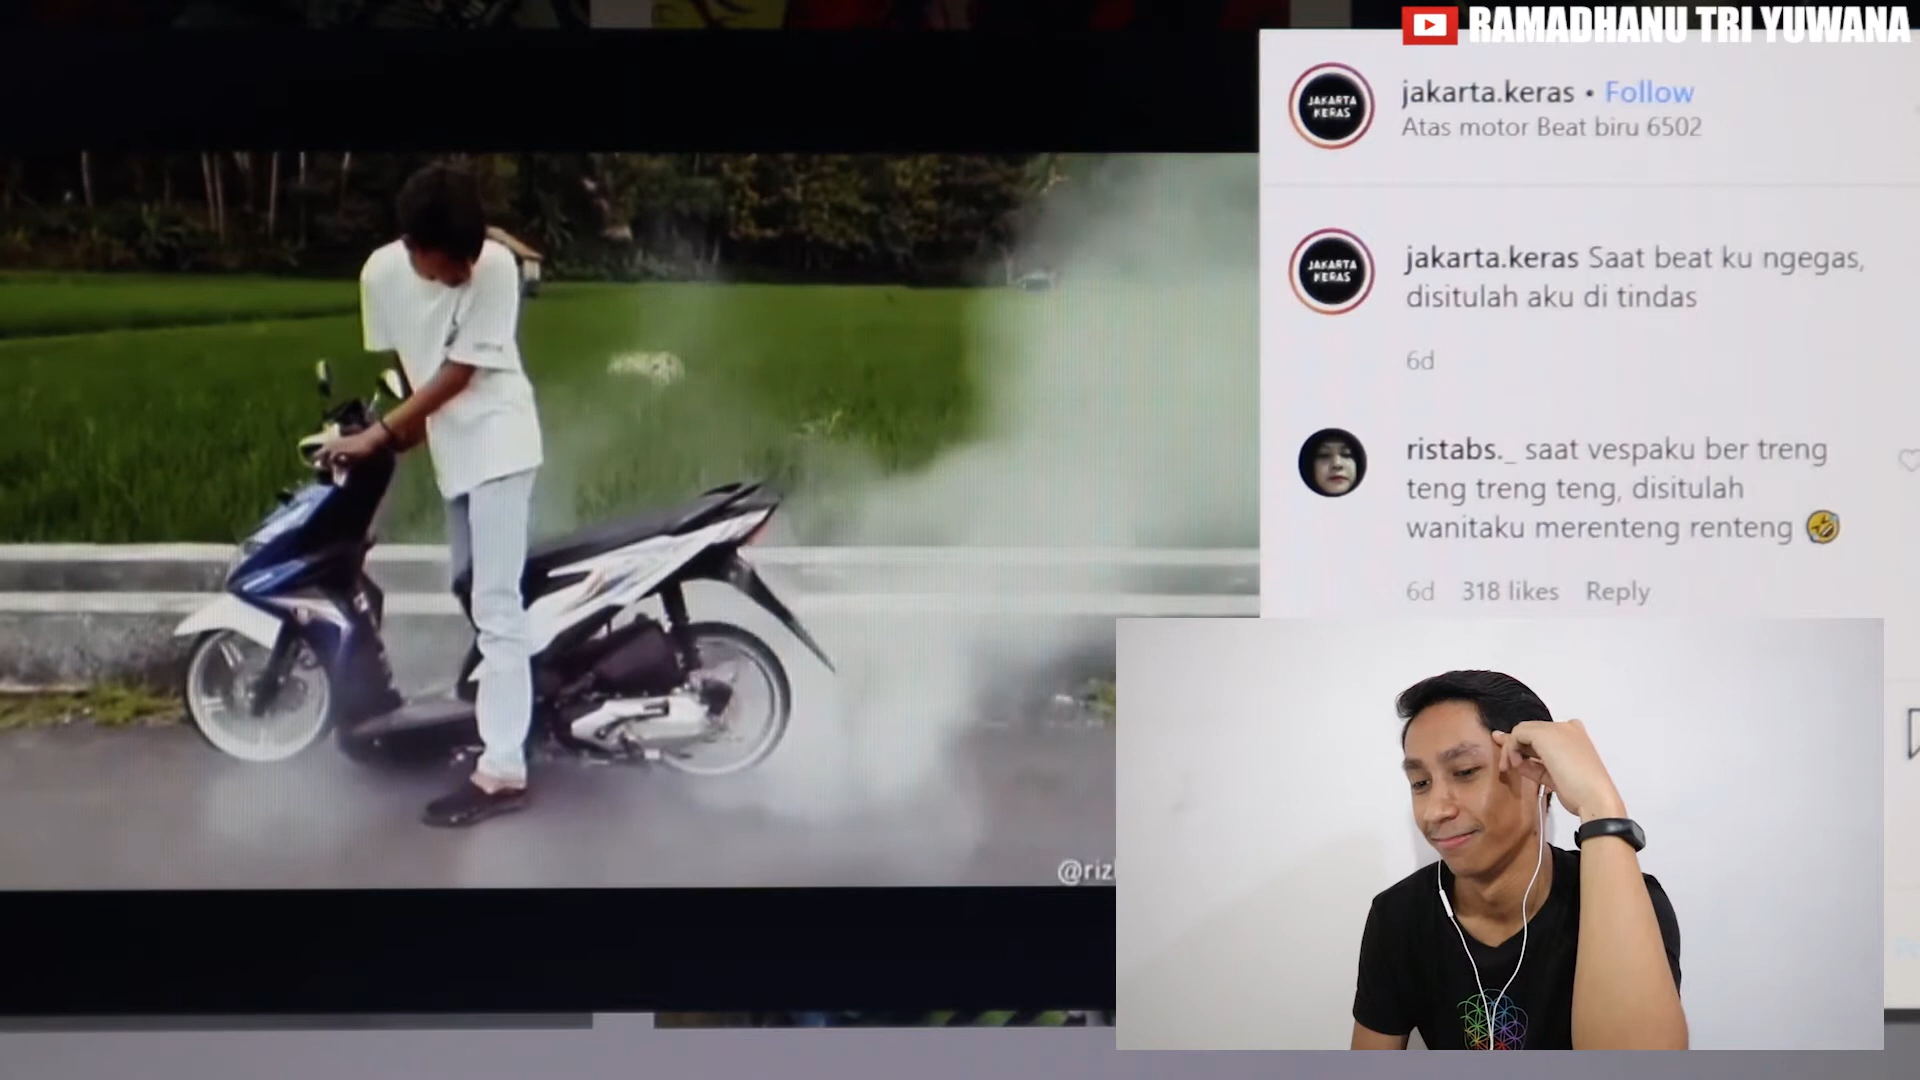 RAMADHANU TRI YUWANA
JAKARTA
KERAS
jakarta.keras • Follow
Atas motor Beat biru 6502
JAKARTA
KERAS
jakarta.keras Saat beat ku ngegas,
disitulah aku di tindas
6d
ristabs._ saat vespaku ber treng
teng treng teng, disitulah
wanitaku merenteng renteng 🤣
6d 318 likes Reply